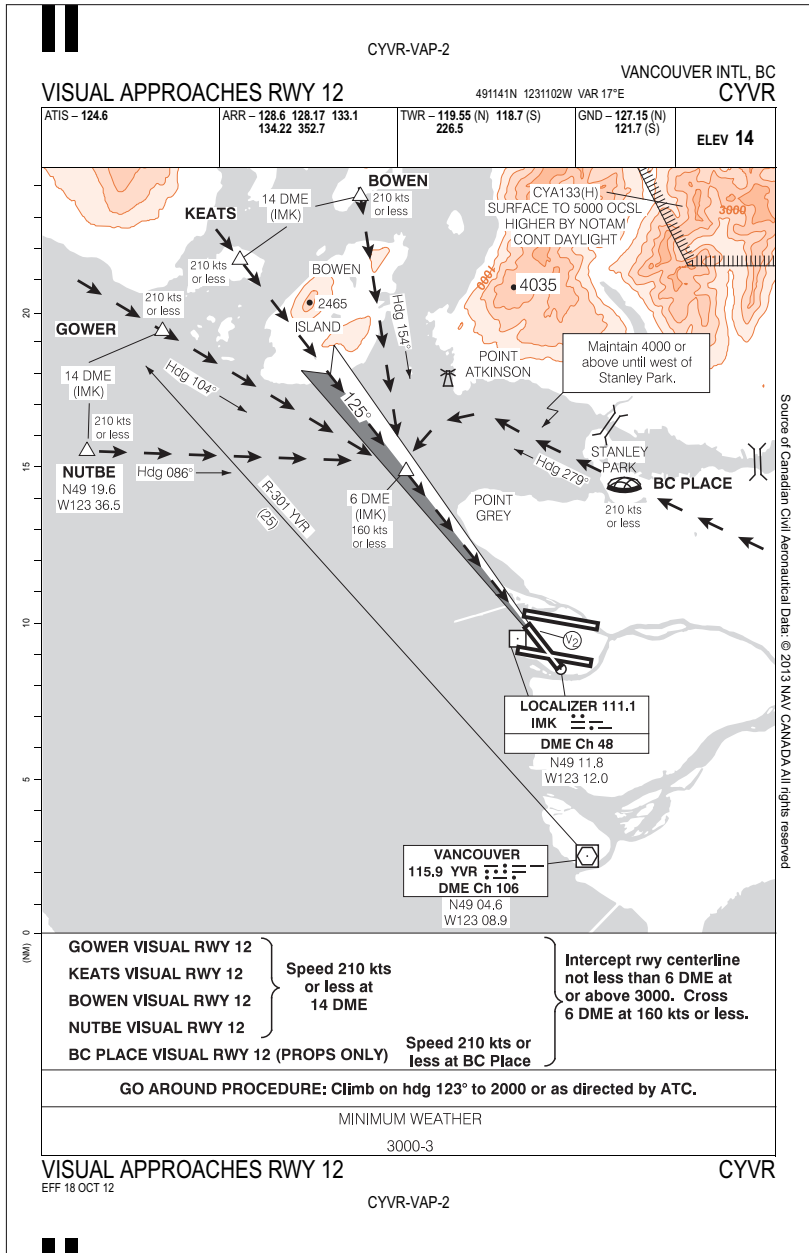 CYVR-VAP-2
VANCOUVER INTL, BC
VISUAL APPROACHES RWY 12
491141N 1231102W VAR 17°E
CYVR
ATIS – 124.6
ARR – 128.6 128.17 133.1
134.22 352.7
TWR – 119.55 (N) 118.7 (S)
226.5
GND – 127.15 (N)
121.7 (S)
ELEV 14
BOWEN
210 kts
or less
14 DME
(IMK)
KEATS
210 kts
or less
CYA133(H)
SURFACE TO 5000 OCSL
HIGHER BY NOTAM
CONT DAYLIGHT
3000
1000
4035
BOWEN
2465
ISLAND
210 kts
or less
GOWER
Hdg 154°
POINT
ATKINSON
Maintain 4000 or
above until west of
Stanley Park.
14 DME
(IMK)
Hdg 104°
125°
210 kts
or less
NUTBE
N49 19.6
W123 36.5
Hdg 086°
R-301 YVR
(25)
6 DME
(IMK)
160 kts
or less
POINT
GREY
Hdg 279°
STANLEY
PARK
BC PLACE
210 kts
or less
V2
LOCALIZER 111.1
IMK
DME Ch 48
N49 11.8
W123 12.0
VANCOUVER
115.9 YVR
DME Ch 106
N49 04.6
W123 08.9
20
15
10
5
0
(NM)
Source of Canadian Civil Aeronautical Data: © 2013 NAV CANADA All rights reserved
GOWER VISUAL RWY 12
KEATS VISUAL RWY 12
BOWEN VISUAL RWY 12
NUTBE VISUAL RWY 12
Speed 210 kts
or less at
14 DME
BC PLACE VISUAL RWY 12 (PROPS ONLY)
Speed 210 kts or
less at BC Place
Intercept rwy centerline
not less than 6 DME at
or above 3000. Cross
6 DME at 160 kts or less.
GO AROUND PROCEDURE: Climb on hdg 123° to 2000 or as directed by ATC.
MINIMUM WEATHER
3000-3
VISUAL APPROACHES RWY 12
CYVR
EFF 18 OCT 12
CYVR-VAP-2